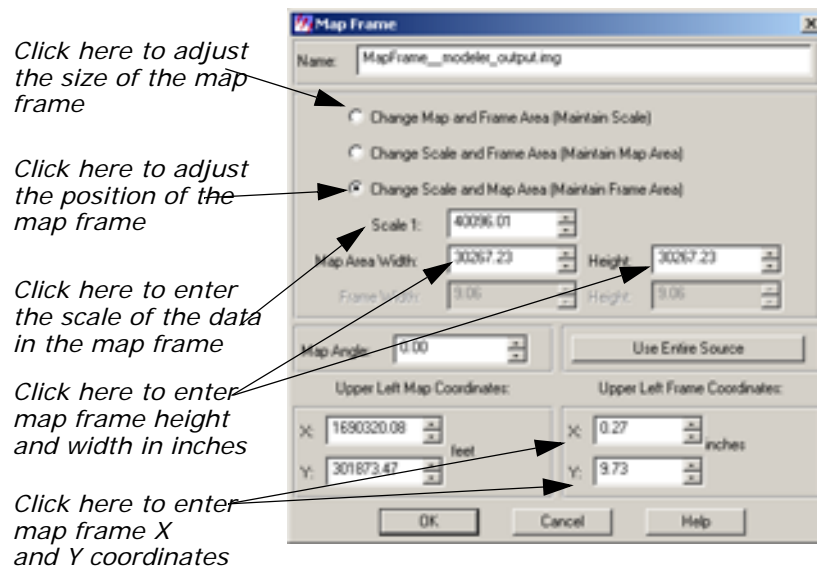 Map Frame
Name: MapFrame__modeler_output.img
Click here to adjust
the size of the map
frame
Change Map and Frame Area (Maintain Scale)
Change Scale and Frame Area (Maintain Map Area)
Click here to adjust
the position of the
map frame
Change Scale and Map Area (Maintain Frame Area)
Scale 1: 40096.01
Map Area Width: 30267.23 Height: 30267.23
Frame Width: 9.06 Height: 9.06
Click here to enter
the scale of the data
in the map frame
Map Angle: 0.00 Use Entire Source
Click here to enter
map frame height
and width in inches
Upper Left Map Coordinates: Upper Left Frame Coordinates:
X: 1690320.08 feet X: 0.27 inches
Y: 301873.47 Y: 9.73
Click here to enter
map frame X
and Y coordinates
OK Cancel Help